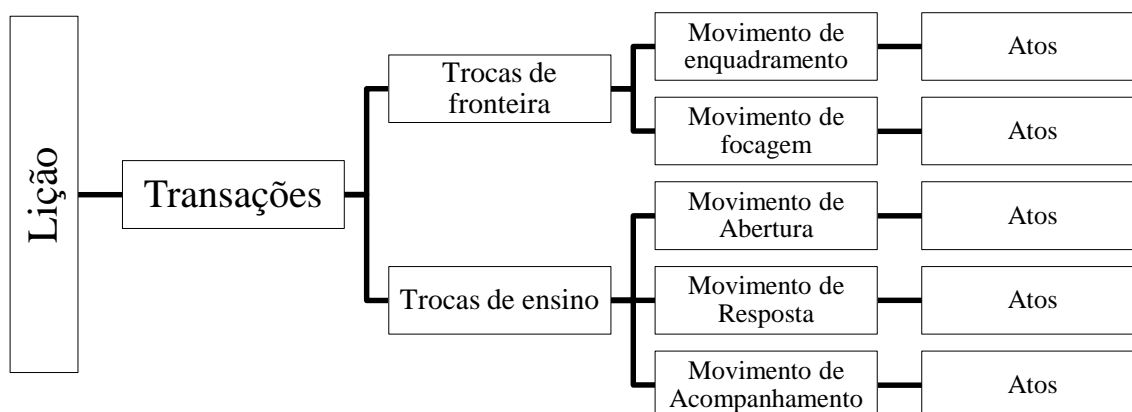 Lição
Transações
Trocas de
fronteira
Movimento de
enquadramento
Atos
Movimento de
focagem
Atos
Trocas de ensino
Movimento de
Abertura
Atos
Movimento de
Resposta
Atos
Movimento de
Acompanhamento
Atos